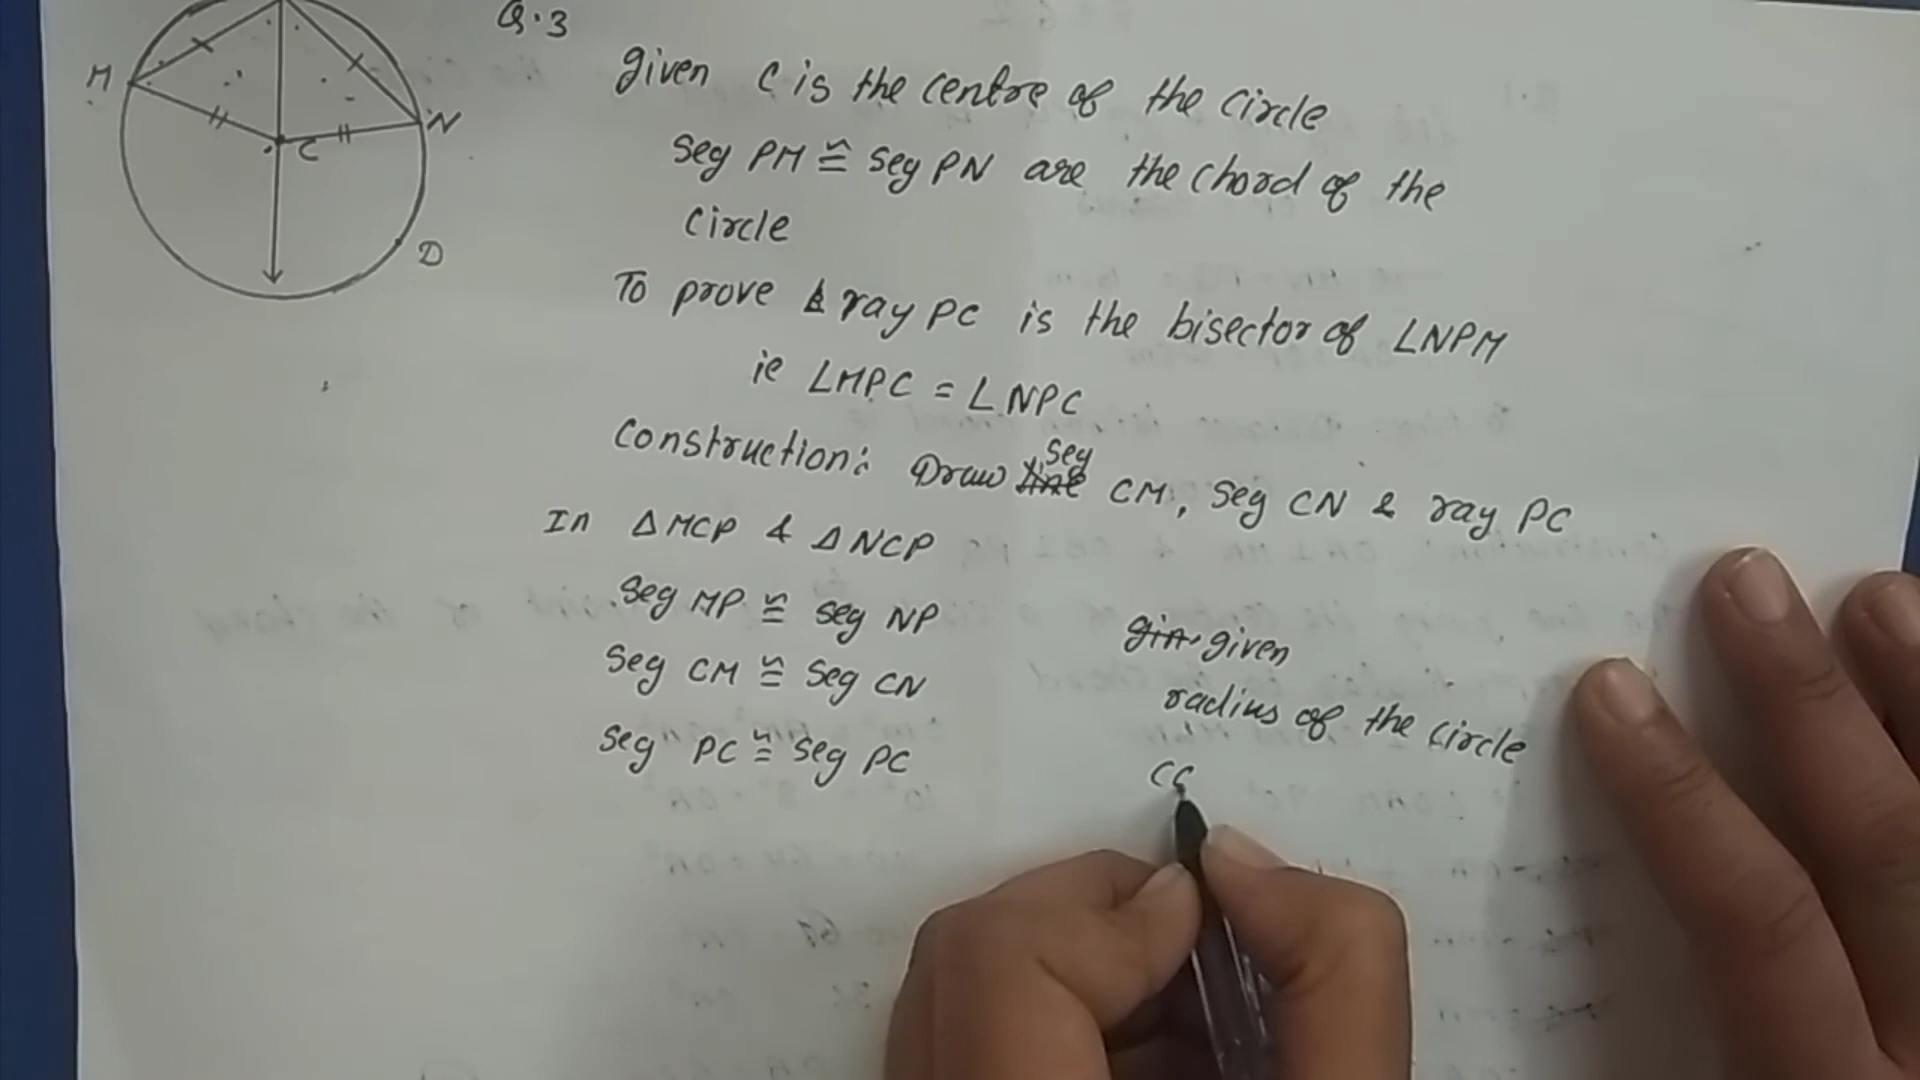 Q.3
M
N
C
D
given C is the centre of the circle
seg PM ≅ seg PN are the chord of the
circle
To prove ray PC is the bisector of ∠NPM
ie ∠MPC = ∠NPC
Construction: Draw seg CM, seg CN & ray PC
In △MCP & △NCP
seg MP ≅ seg NP given
seg CM ≅ seg CN radius of the circle
seg PC ≅ seg PC